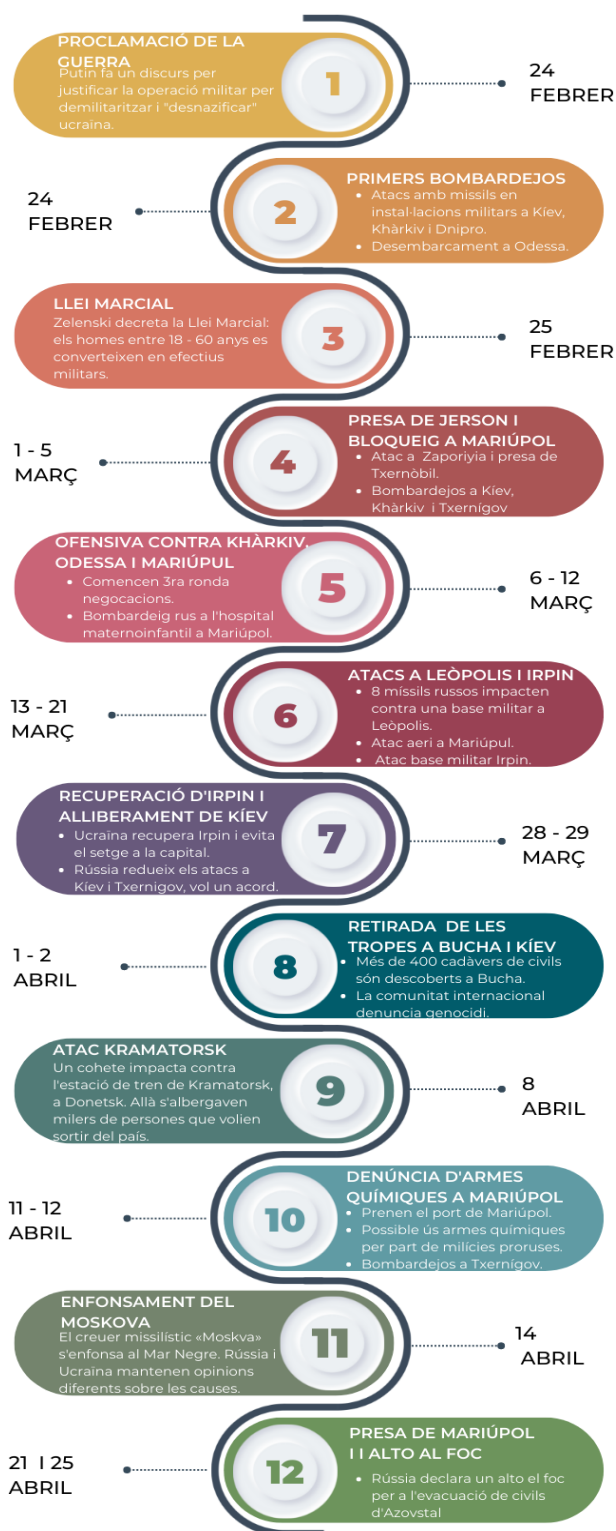 PROCLAMACIÓ DE LA
GUERRA
Putin fa un discurs per
justificar la operació militar per
demilitaritzar i "desnazificar"
ucraïna.
1
24
FEBRER
24
FEBRER
2
PRIMERS BOMBARDEJOS
• Atacs amb missils en
instal·lacions militars a Kíev,
Khàrkiv i Dnipro.
• Desembarcament a Odessa.
LLEI MARCIAL
Zelenski decreta la Llei Marcial:
els homes entre 18 - 60 anys es
converteixen en efectius
militars.
3
25
FEBRER
1 - 5
MARÇ
4
PRESA DE JERSON I
BLOQUEIG A MARIÚPOL
• Atac a Zaporiyia i presa de
Txernòbil.
• Bombardejos a Kíev,
Khàrkiv i Txernígov
OFENSIVA CONTRA KHÀRKIV,
ODESSA I MARIÚPUL
• Comencen 3ra ronda
negocacions.
• Bombardeig rus a l'hospital
maternoinfantil a Mariúpol.
5
6 - 12
MARÇ
13 - 21
MARÇ
6
ATACS A LEÒPOLIS I IRPIN
• 8 míssils russos impacten
contra una base militar a
Leòpolis.
• Atac aeri a Mariúpul.
• Atac base militar Irpin.
RECUPERACIÓ D'IRPIN I
ALLIBERAMENT DE KÍEV
• Ucraïna recupera Irpin i evita
el setge a la capital.
• Rússia redueix els atacs a
Kíev i Txernigov, vol un acord.
7
28 - 29
MARÇ
1 - 2
ABRIL
8
RETIRADA DE LES
TROPES A BUCHA I KÍEV
• Més de 400 cadàvers de civils
són descoberts a Bucha.
• La comunitat internacional
denuncia genocidi.
ATAC KRAMATORSK
Un cohete impacta contra
l'estació de tren de Kramatorsk,
a Donetsk. Allà s'albergaven
milers de persones que volien
sortir del país.
9
8
ABRIL
11 - 12
ABRIL
10
DENÚNCIA D'ARMES
QUÍMIQUES A MARIÚPOL
• Prenen el port de Mariúpol.
• Possible ús armes químiques
per part de milícies proruses.
• Bombardejos a Txernígov.
ENFONSAMENT DEL
MOSKOVA
El creuer missilístic «Moskva»
s'enfonsa al Mar Negre. Rússia i
Ucraïna mantenen opinions
diferents sobre les causes.
11
14
ABRIL
21 I 25
ABRIL
12
PRESA DE MARIÚPOL
I I ALTO AL FOC
• Rússia declara un alto el foc
per a l'evacuació de civils
d'Azovstal